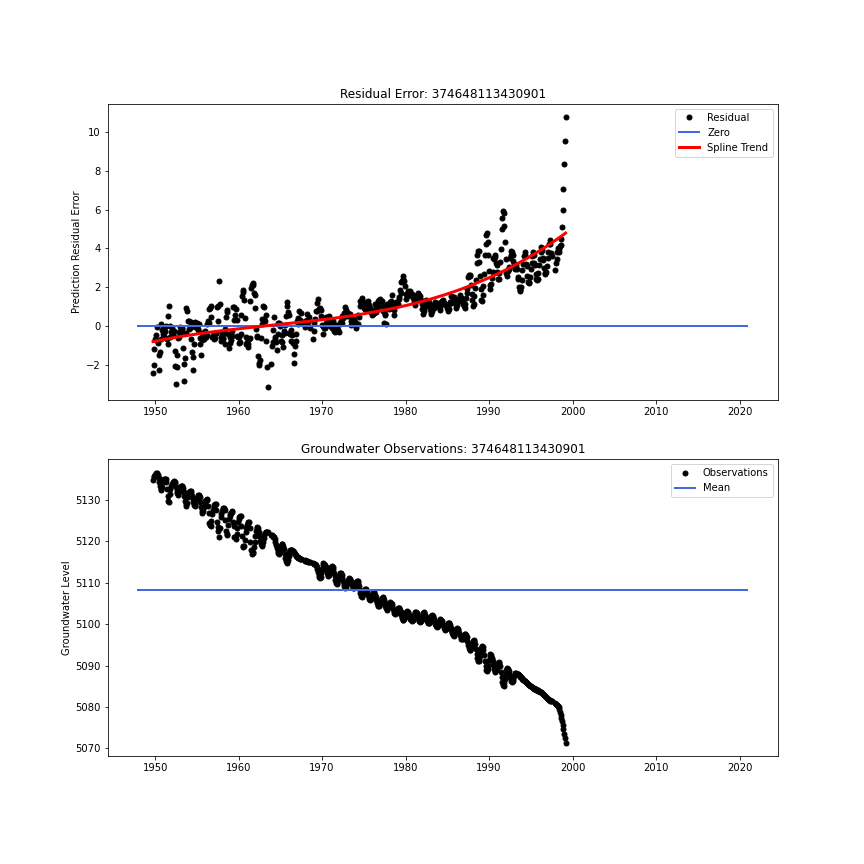 Residual Error: 374648113430901
Prediction Residual Error
10
8
6
4
2
0
−2
Residual
Zero
Spline Trend
1950 1960 1970 1980 1990 2000 2010 2020
Groundwater Observations: 374648113430901
Groundwater Level
5130
5120
5110
5100
5090
5080
5070
Observations
Mean
1950 1960 1970 1980 1990 2000 2010 2020